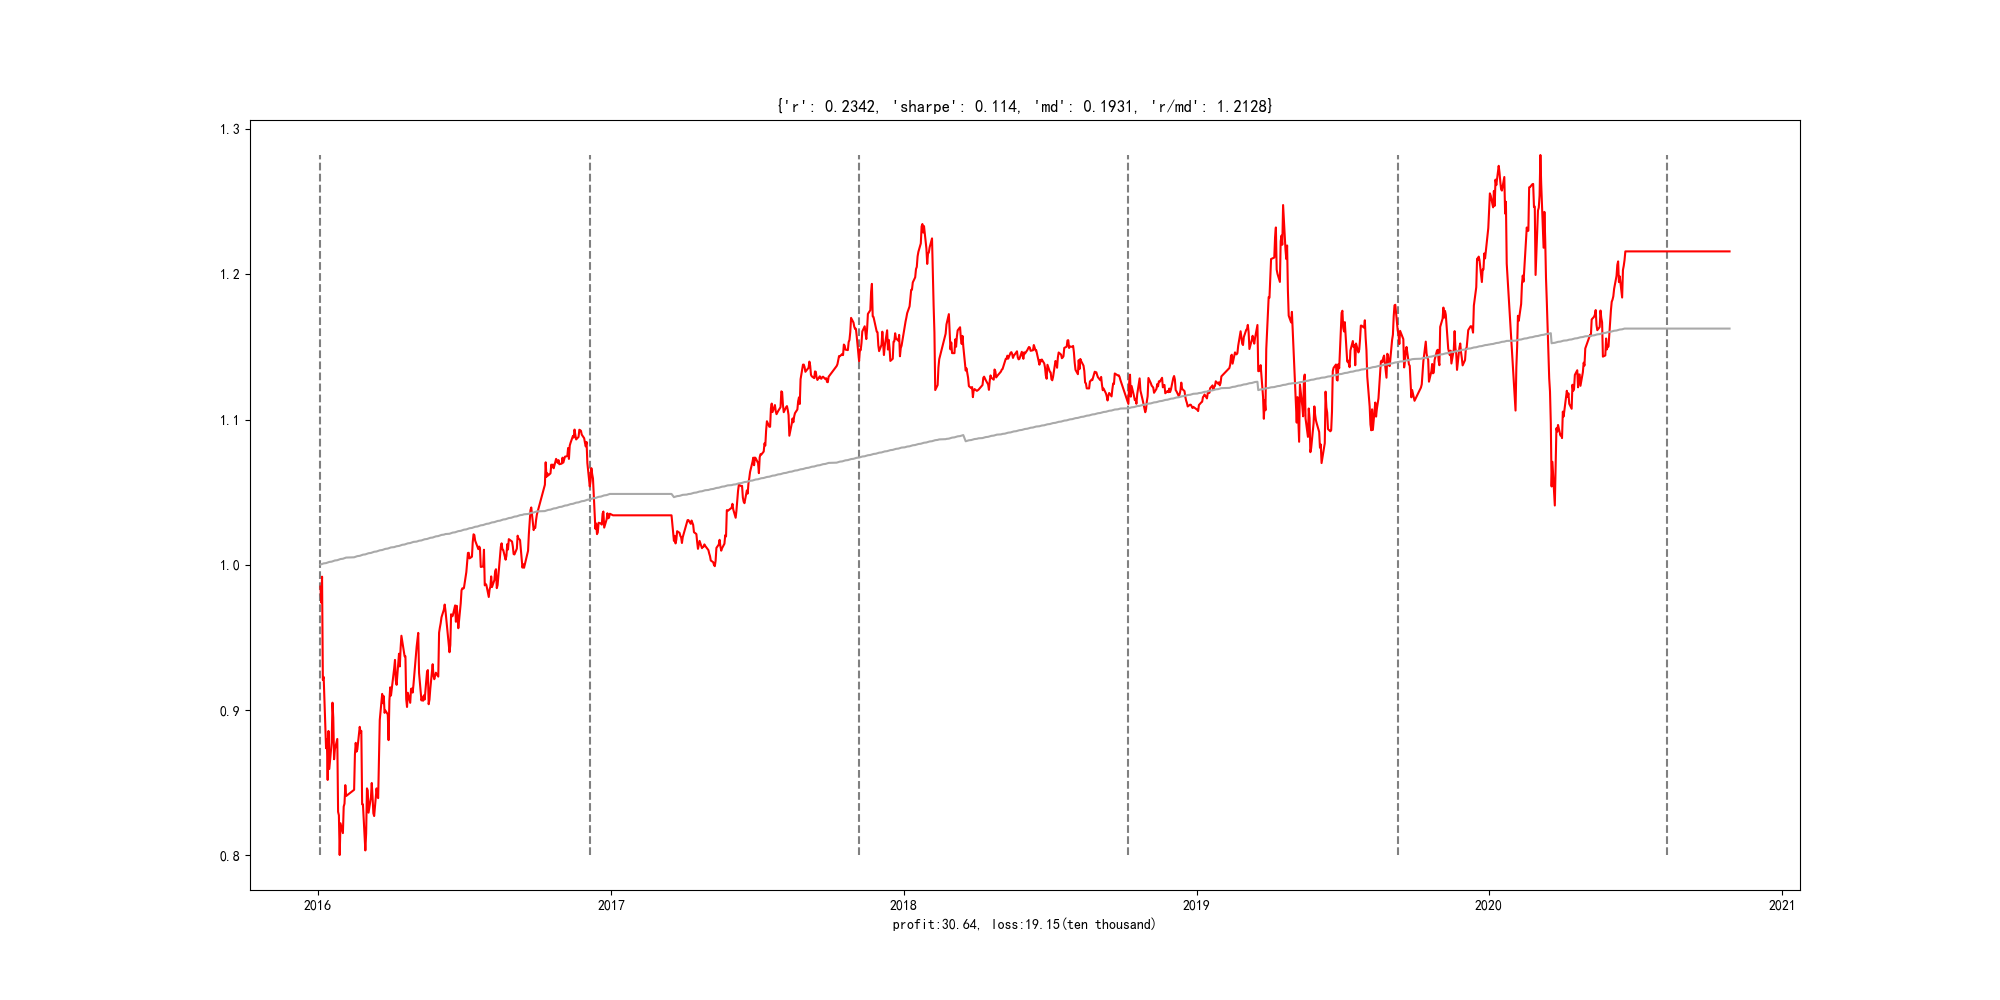 {'r': 0.2342, 'sharpe': 0.114, 'md': 0.1931, 'r/md': 1.2128}
1.3
1.2
1.1
1.0
0.9
0.8
2016 2017 2018 2019 2020 2021
profit:30.64, loss:19.15(ten thousand)